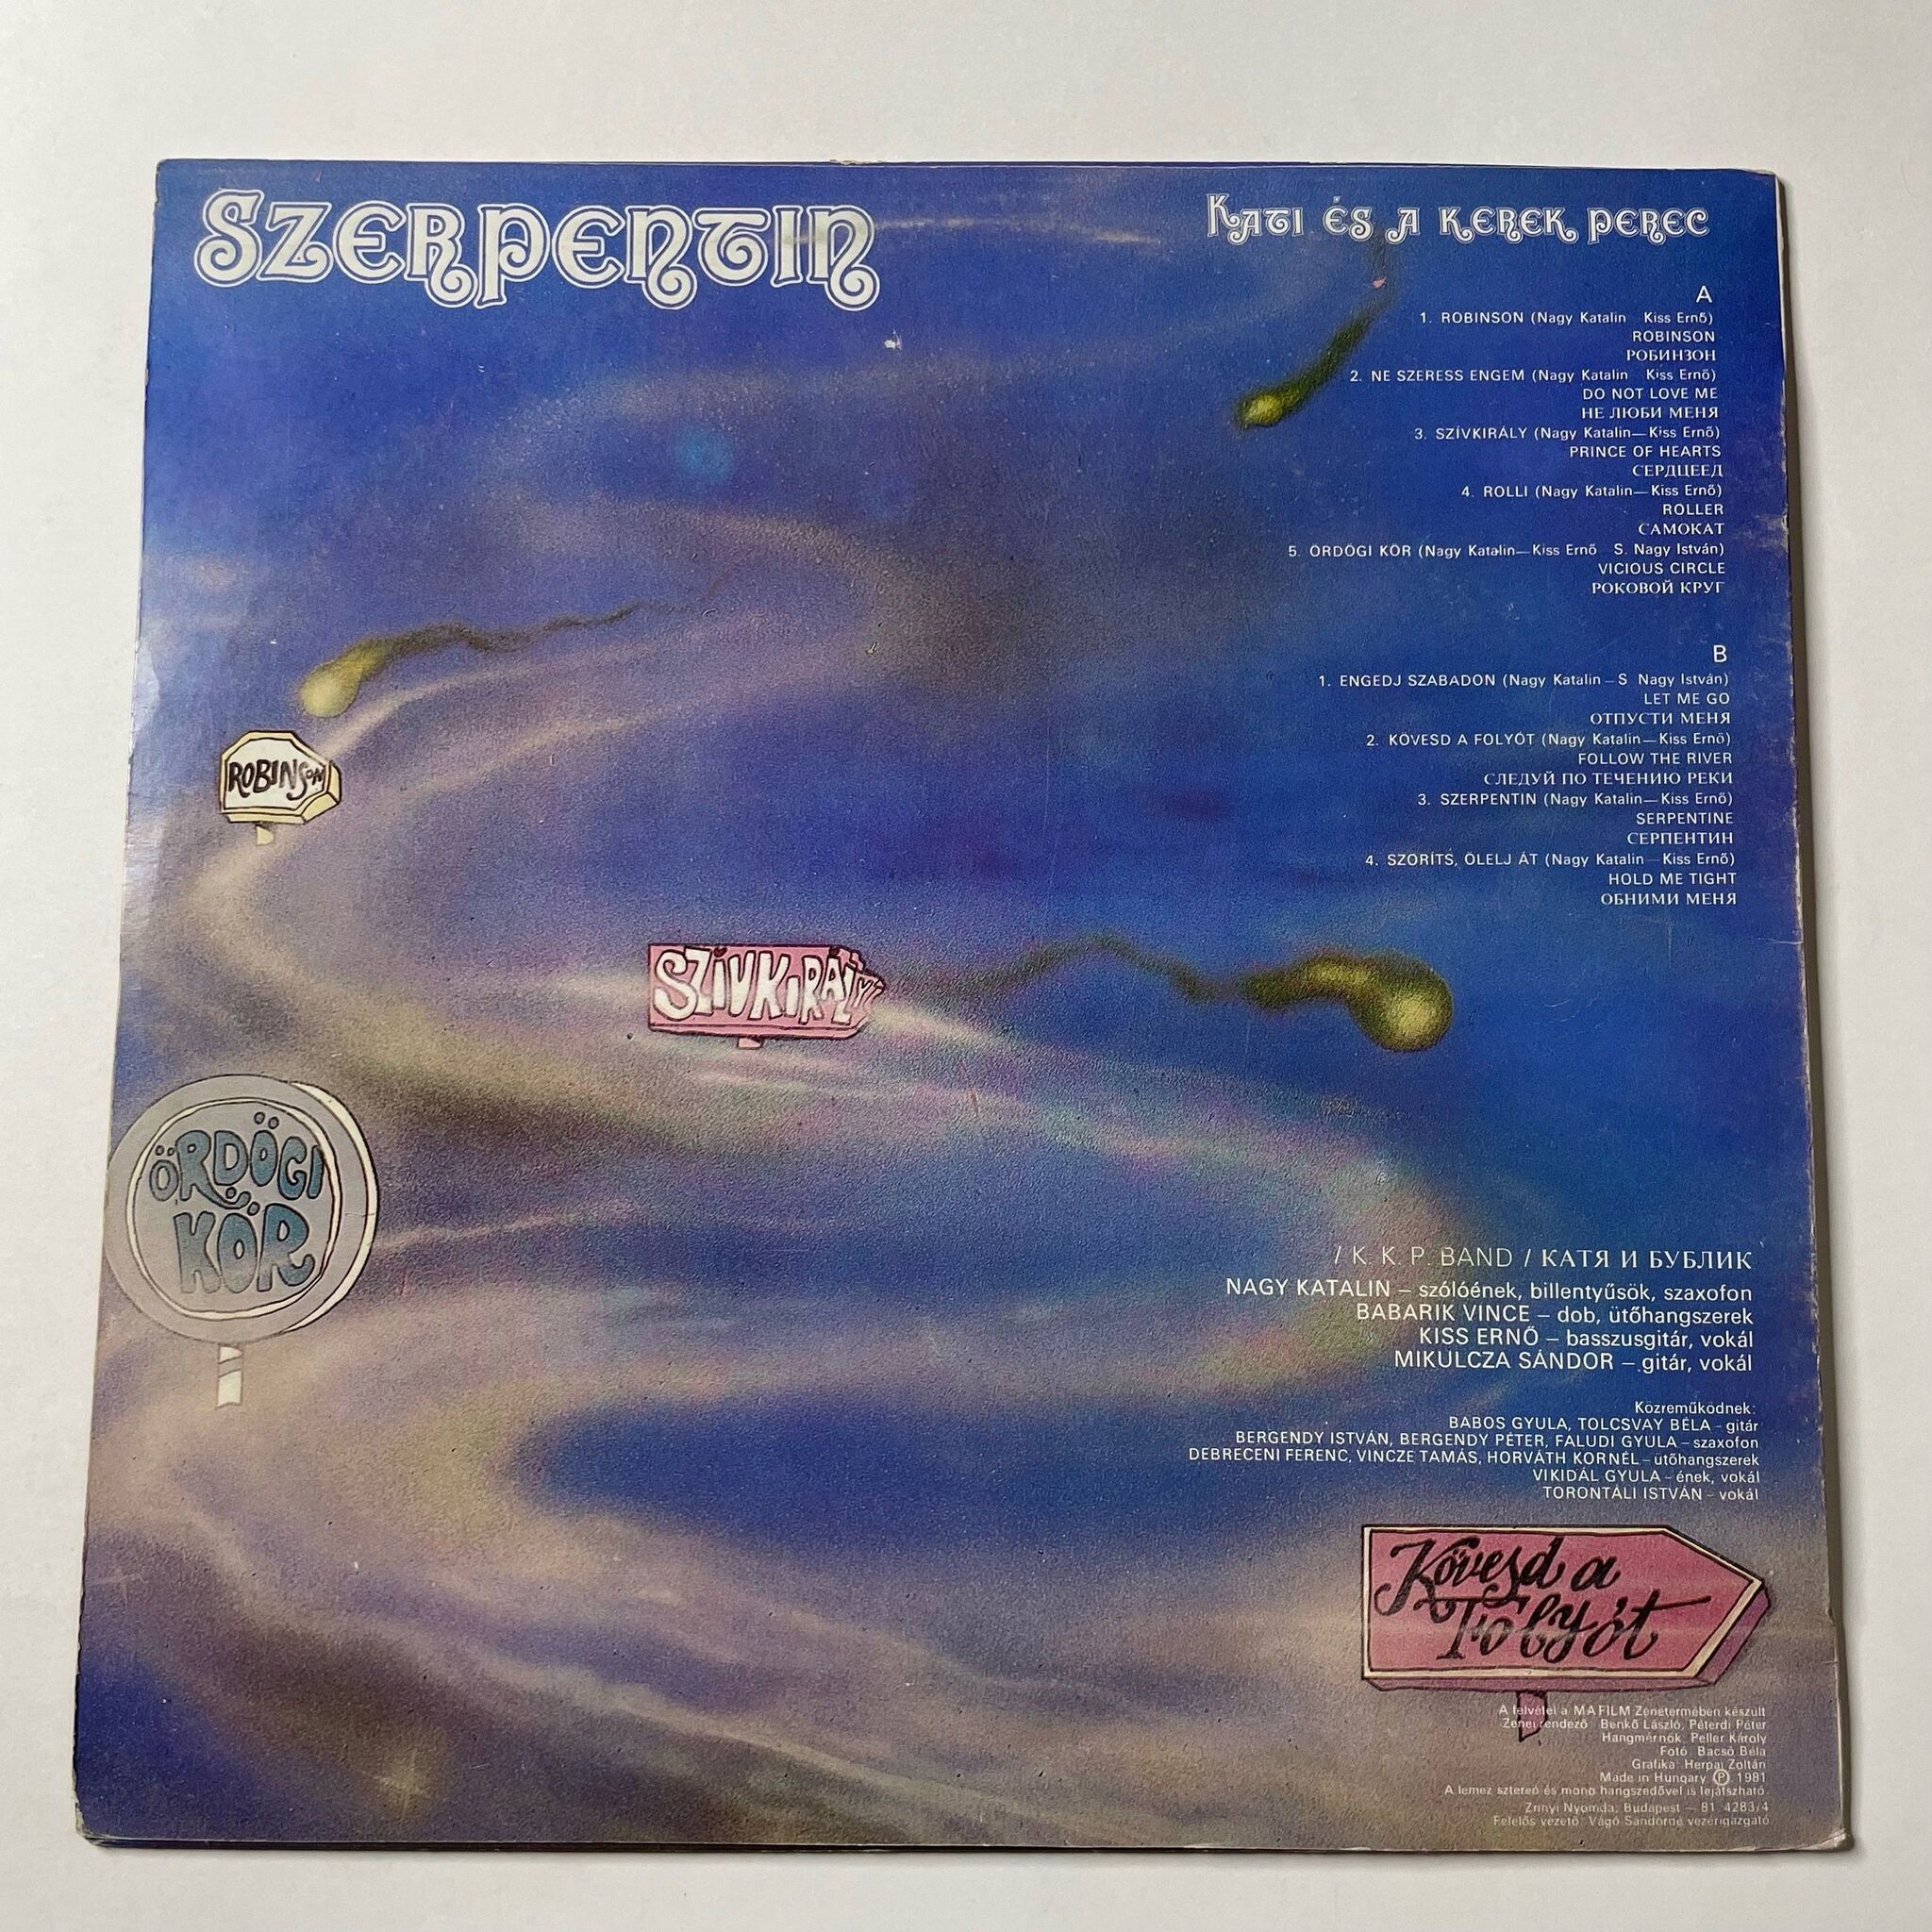 SZERPENTIN
KATI ÉS A KEREK PEREC
A
1. ROBINSON (Nagy Katalin Kiss Ernő)
ROBINSON
РОБИНЗОН
2. NE SZERESS ENGEM (Nagy Katalin Kiss Ernő)
DO NOT LOVE ME
НЕ ЛЮБИ МЕНЯ
3. SZÍVKIRÁLY (Nagy Katalin—Kiss Ernő)
PRINCE OF HEARTS
СЕРДЦЕЕД
4. ROLLI (Nagy Katalin—Kiss Ernő)
ROLLER
САМОКАТ
5. ÖRDÖGI KÖR (Nagy Katalin—Kiss Ernő S. Nagy István)
VICIOUS CIRCLE
РОКОВОЙ КРУГ
B
1. ENGEDJ SZABADON (Nagy Katalin – S Nagy István)
LET ME GO
ОТПУСТИ МЕНЯ
2. KÖVESD A FOLYÓT (Nagy Katalin—Kiss Ernő)
FOLLOW THE RIVER
СЛЕДУЙ ПО ТЕЧЕНИЮ РЕКИ
3. SZERPENTIN (Nagy Katalin—Kiss Ernő)
SERPENTINE
СЕРПЕНТИН
4. SZORÍTS, ÖLELJ ÁT (Nagy Katalin—Kiss Ernő)
HOLD ME TIGHT
ОБНИМИ МЕНЯ
ROBINSON
SZÍVKIRÁLY
ÖRDÖGI
KÖR
/ K. K. P. BAND / КАТЯ И БУБЛИК
NAGY KATALIN – szólóének, billentyűsök, szaxofon
BABARIK VINCE – dob, ütőhangszerek
KISS ERNŐ – basszusgitár, vokál
MIKULCZA SÁNDOR – gitár, vokál
Közreműködnek:
BABOS GYULA, TOLCSVAY BÉLA – gitár
BERGENDY ISTVÁN, BERGENDY PÉTER, FALUDI GYULA – szaxofon
DEBRECENI FERENC, VINCZE TAMÁS, HORVÁTH KORNÉL – ütőhangszerek
VIKIDÁL GYULA – ének, vokál
TORONTÁLI ISTVÁN – vokál
Kövesd a
Folyót
A felvétel a MAFILM Zenetermében készült
Zenei rendező Benkő László, Péterdi Péter
Hangmérnök: Peller Károly
Fotó: Bacsó Béla
Grafika: Herpai Zoltán
Made in Hungary Ⓟ 1981
A lemez sztereó és monó hangszedővel is lejátszható
Zrínyi Nyomda, Budapest — 81 4283/4
Felelős vezető Vágó Sándorné vezérigazgató